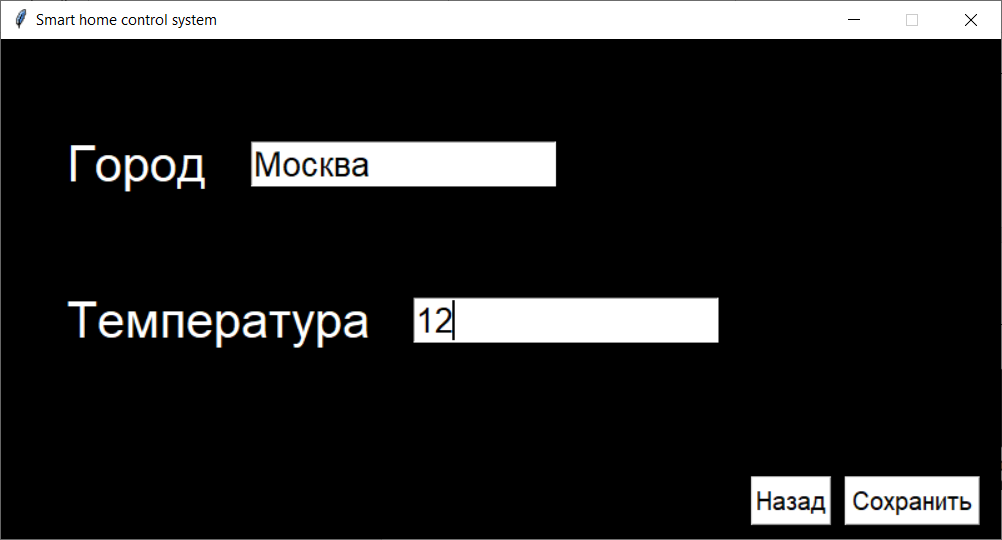 Smart home control system
Город Москва
Температура 12
Назад Сохранить